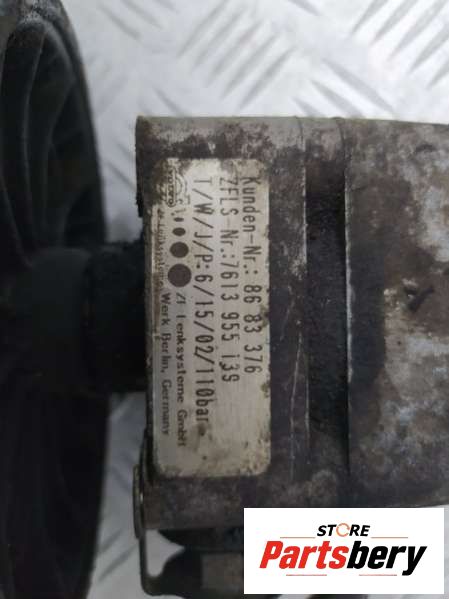 Kunden-Nr.: 86 83 376
ZFLS-Nr.:7613 955 139
T/W/J/P:6/15/02/110bar
ZF Lenksysteme GmbH
Werk Berlin, Germany
STORE
Partsbery